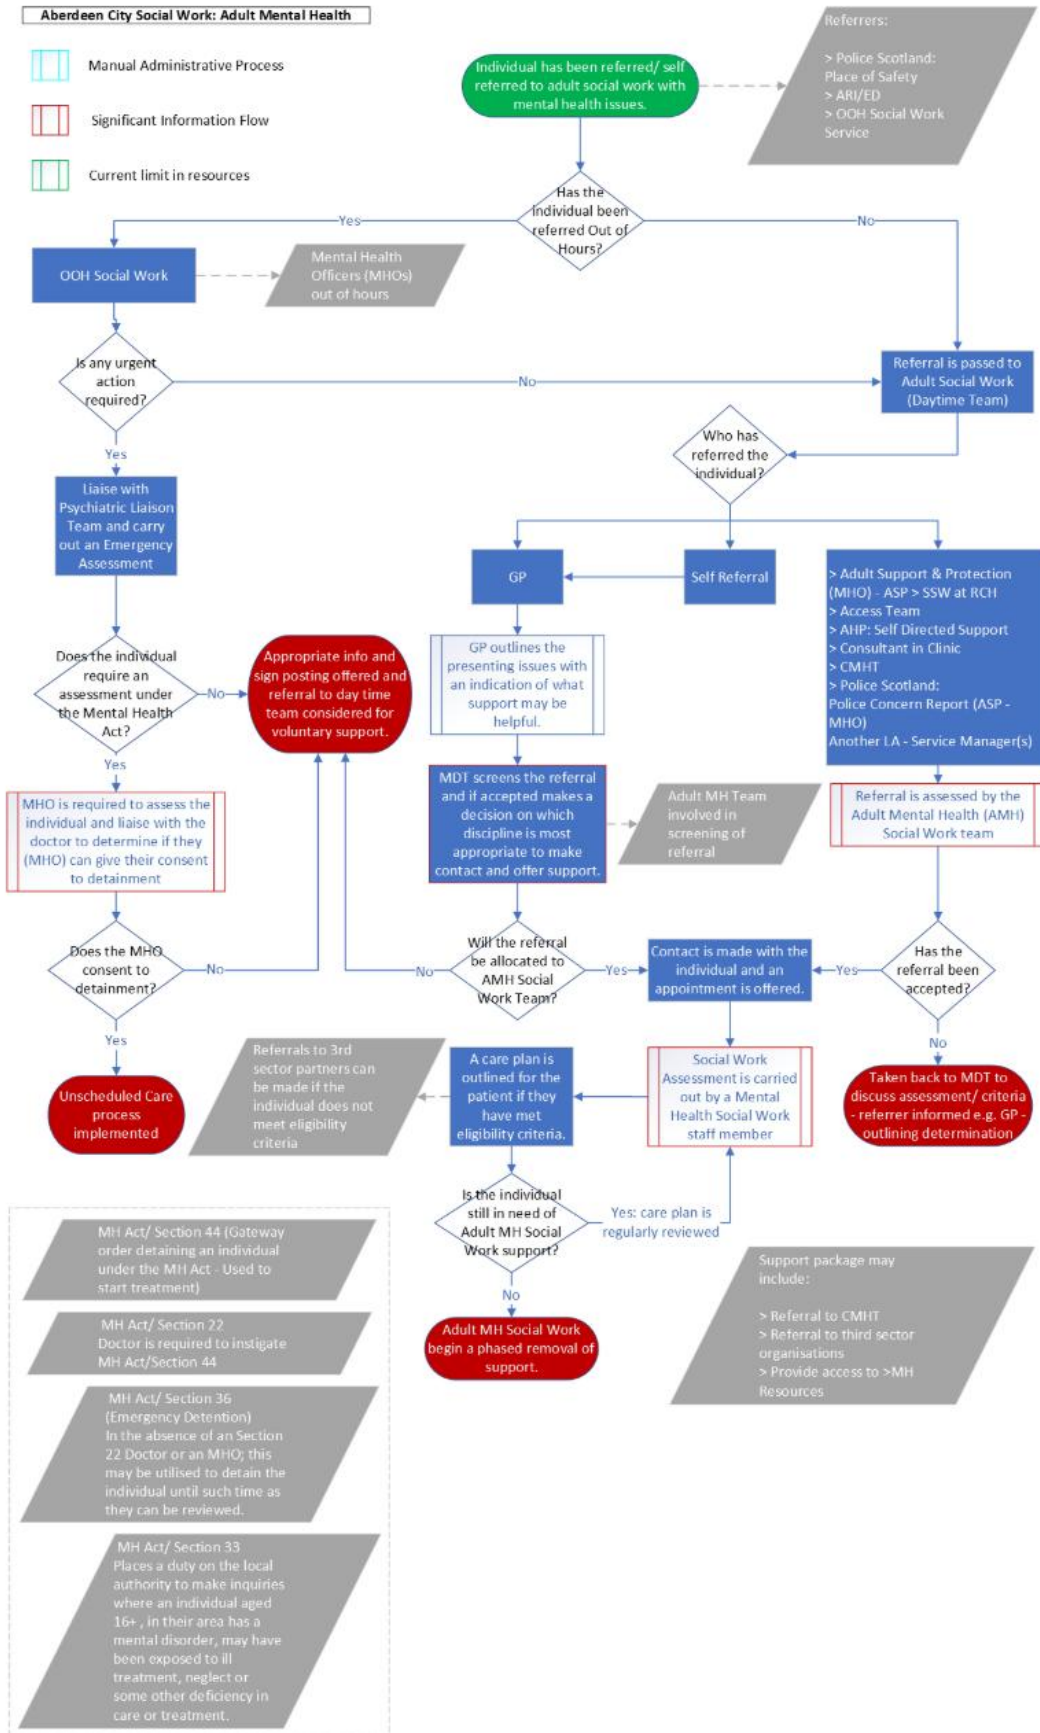 Aberdeen City Social Work: Adult Mental Health
Manual Administrative Process
Significant Information Flow
Current limit in resources
Individual has been referred/ self
referred to adult social work with
mental health issues.
Referrers:
> Police Scotland:
Place of Safety
> ARI/ED
> OOH Social Work
Service
Has the
individual been
referred Out of
Hours?
Yes
No
OOH Social Work
Mental Health
Officers (MHOs)
out of hours
Is any urgent
action
required?
No
Referral is passed to
Adult Social Work
(Daytime Team)
Yes
Who has
referred the
individual?
Liaise with
Psychiatric Liaison
Team and carry
out an Emergency
Assessment
GP
Self Referral
> Adult Support & Protection
(MHO) - ASP > SSW at RCH
> Access Team
> AHP: Self Directed Support
> Consultant in Clinic
> CMHT
> Police Scotland:
Police Concern Report (ASP -
MHO)
Another LA - Service Manager(s)
Does the individual
require an
assessment under
the Mental Health
Act?
No
Appropriate info and
sign posting offered and
referral to day time
team considered for
voluntary support.
GP outlines the
presenting issues with
an indication of what
support may be
helpful.
Yes
MHO is required to assess the
individual and liaise with the
doctor to determine if they
(MHO) can give their consent
to detainment
MDT screens the referral
and if accepted makes a
decision on which
discipline is most
appropriate to make
contact and offer support.
Adult MH Team
involved in
screening of
referral
Referral is assessed by the
Adult Mental Health (AMH)
Social Work team
Does the MHO
consent to
detainment?
No
Will the referral
be allocated to
AMH Social
Work Team?
No
Yes
Contact is made with the
individual and an
appointment is offered.
Yes
Has the
referral been
accepted?
Yes
No
Unscheduled Care
process
implemented
Referrals to 3rd
sector partners can
be made if the
individual does not
meet eligibility
criteria
A care plan is
outlined for the
patient if they
have met
eligibility criteria.
Social Work
Assessment is carried
out by a Mental
Health Social Work
staff member
Taken back to MDT to
discuss assessment/ criteria
- referrer informed e.g. GP -
outlining determination
Is the individual
still in need of
Adult MH Social
Work support?
Yes: care plan is
regularly reviewed
No
Adult MH Social Work
begin a phased removal of
support.
Support package may
include:
> Referral to CMHT
> Referral to third sector
organisations
> Provide access to >MH
Resources
MH Act/ Section 44 (Gateway
order detaining an individual
under the MH Act - Used to
start treatment)
MH Act/ Section 22
Doctor is required to instigate
MH Act/Section 44
MH Act/ Section 36
(Emergency Detention)
In the absence of an Section
22 Doctor or an MHO; this
may be utilised to detain the
individual until such time as
they can be reviewed.
MH Act/ Section 33
Places a duty on the local
authority to make inquiries
where an individual aged
16+ , in their area has a
mental disorder, may have
been exposed to ill
treatment, neglect or
some other deficiency in
care or treatment.